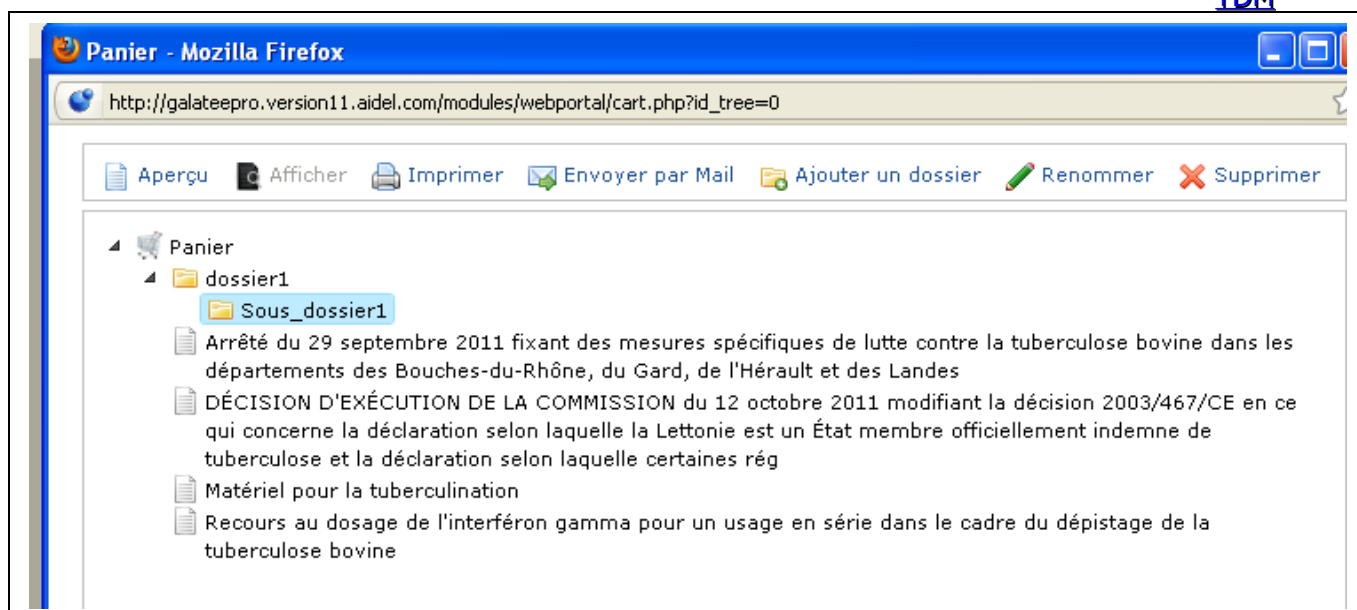 TDM
Panier - Mozilla Firefox
http://galateepro.version11.aidel.com/modules/webportal/cart.php?id_tree=0
Aperçu Afficher Imprimer Envoyer par Mail Ajouter un dossier Renommer Supprimer
Panier
dossier1
Sous_dossier1
Arrêté du 29 septembre 2011 fixant des mesures spécifiques de lutte contre la tuberculose bovine dans les
départements des Bouches-du-Rhône, du Gard, de l'Hérault et des Landes
DÉCISION D'EXÉCUTION DE LA COMMISSION du 12 octobre 2011 modifiant la décision 2003/467/CE en ce
qui concerne la déclaration selon laquelle la Lettonie est un État membre officiellement indemne de
tuberculose et la déclaration selon laquelle certaines rég
Matériel pour la tuberculination
Recours au dosage de l'interféron gamma pour un usage en série dans le cadre du dépistage de la
tuberculose bovine